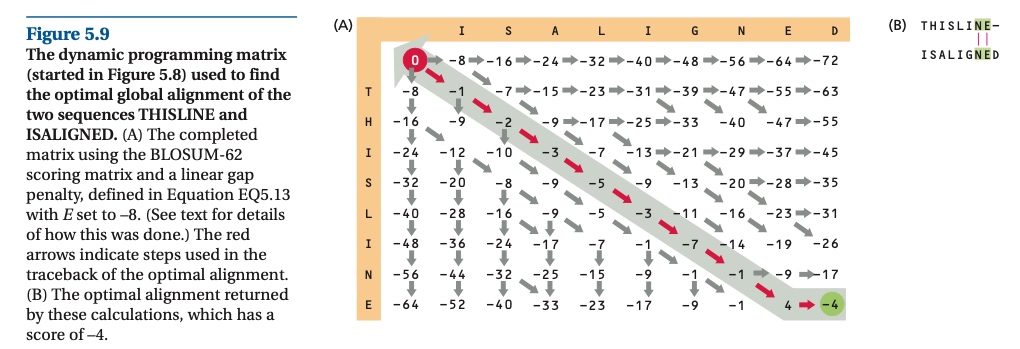 Figure 5.9
The dynamic programming matrix
(started in Figure 5.8) used to find
the optimal global alignment of the
two sequences THISLINE and
ISALIGNED. (A) The completed
matrix using the BLOSUM-62
scoring matrix and a linear gap
penalty, defined in Equation EQ5.13
with E set to –8. (See text for details
of how this was done.) The red
arrows indicate steps used in the
traceback of the optimal alignment.
(B) The optimal alignment returned
by these calculations, which has a
score of –4.
(A)
I S A L I G N E D
0 -8 -16 -24 -32 -40 -48 -56 -64 -72
T -8 -1 -7 -15 -23 -31 -39 -47 -55 -63
H -16 -9 -2 -9 -17 -25 -33 -40 -47 -55
I -24 -12 -10 -3 -7 -13 -21 -29 -37 -45
S -32 -20 -8 -9 -5 -9 -13 -20 -28 -35
L -40 -28 -16 -9 -5 -3 -11 -16 -23 -31
I -48 -36 -24 -17 -7 -1 -7 -14 -19 -26
N -56 -44 -32 -25 -15 -9 -1 -1 -9 -17
E -64 -52 -40 -33 -23 -17 -9 -1 4 -4
(B)
THISLINE-
ISALIGNED